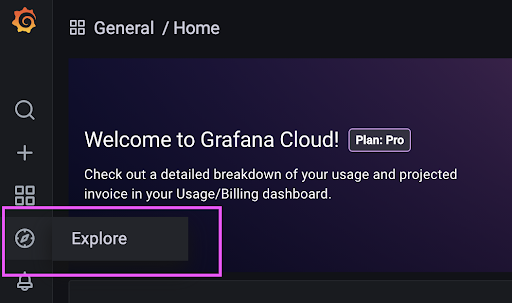 General / Home
Welcome to Grafana Cloud! Plan: Pro
Check out a detailed breakdown of your usage and projected
invoice in your Usage/Billing dashboard.
Explore